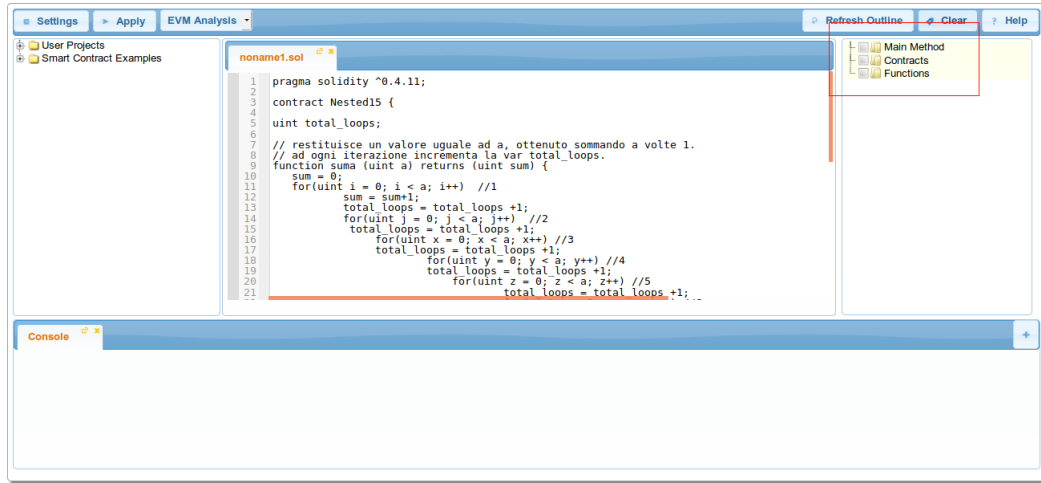 Settings Apply EVM Analysis Refresh Outline Clear Help
User Projects
Smart Contract Examples
noname1.sol
1 pragma solidity ^0.4.11;
2
3 contract Nested15 {
4
5 uint total_loops;
6
7 // restituisce un valore uguale ad a, ottenuto sommando a volte 1.
8 // ad ogni iterazione incrementa la var total_loops.
9 function suma (uint a) returns (uint sum) {
10 sum = 0;
11 for(uint i = 0; i < a; i++) //1
12 sum = sum+1;
13 total_loops = total_loops +1;
14 for(uint j = 0; j < a; j++) //2
15 total_loops = total_loops +1;
16 for(uint x = 0; x < a; x++) //3
17 total_loops = total_loops +1;
18 for(uint y = 0; y < a; y++) //4
19 total_loops = total_loops +1;
20 for(uint z = 0; z < a; z++) //5
21 total_loops = total_loops +1;
Main Method
Contracts
Functions
Console